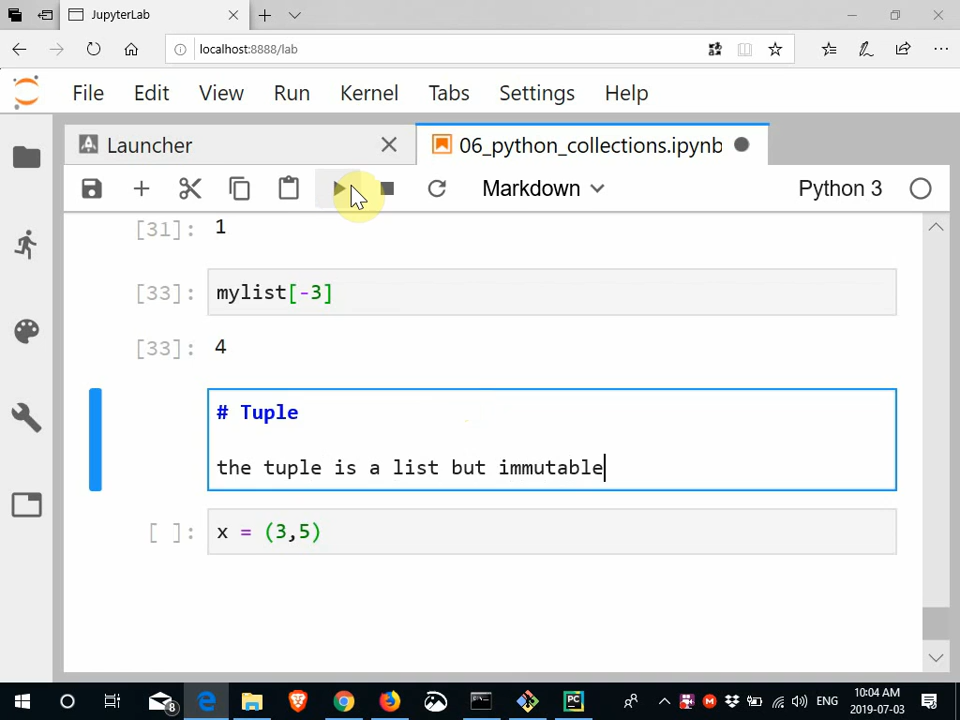 JupyterLab
localhost:8888/lab
File Edit View Run Kernel Tabs Settings Help
Launcher 06_python_collections.ipynb
Markdown Python 3
[31]: 1
[33]: mylist[-3]
[33]: 4
# Tuple
the tuple is a list but immutable
[ ]: x = (3,5)
8 PC ENG 10:04 AM
2019-07-03